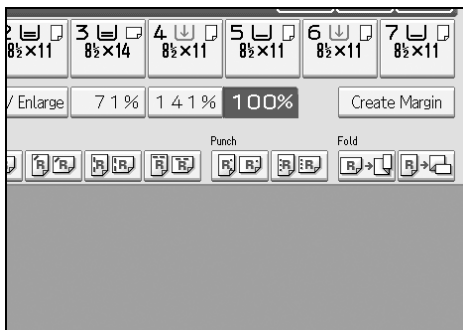 2 3 4 5 6 7
8½×11 8½×14 8½×11 8½×11 8½×11 8½×11
/ Enlarge 71% 141% 100% Create Margin
Punch Fold
R R R R R R R R R R R R